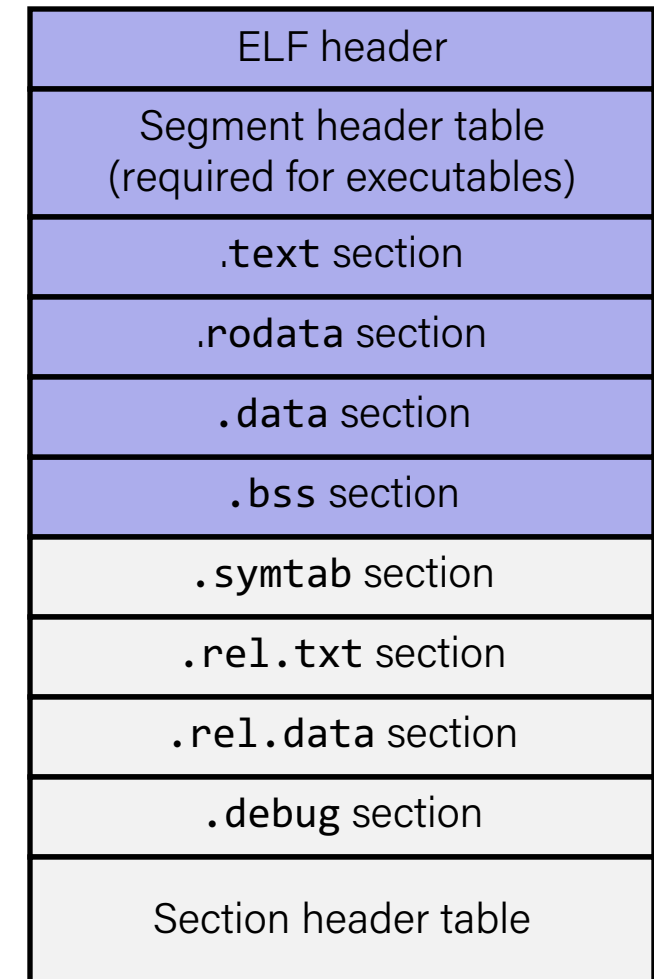 ELF header
Segment header table
(required for executables)
.text section
.rodata section
.data section
.bss section
.symtab section
.rel.txt section
.rel.data section
.debug section
Section header table